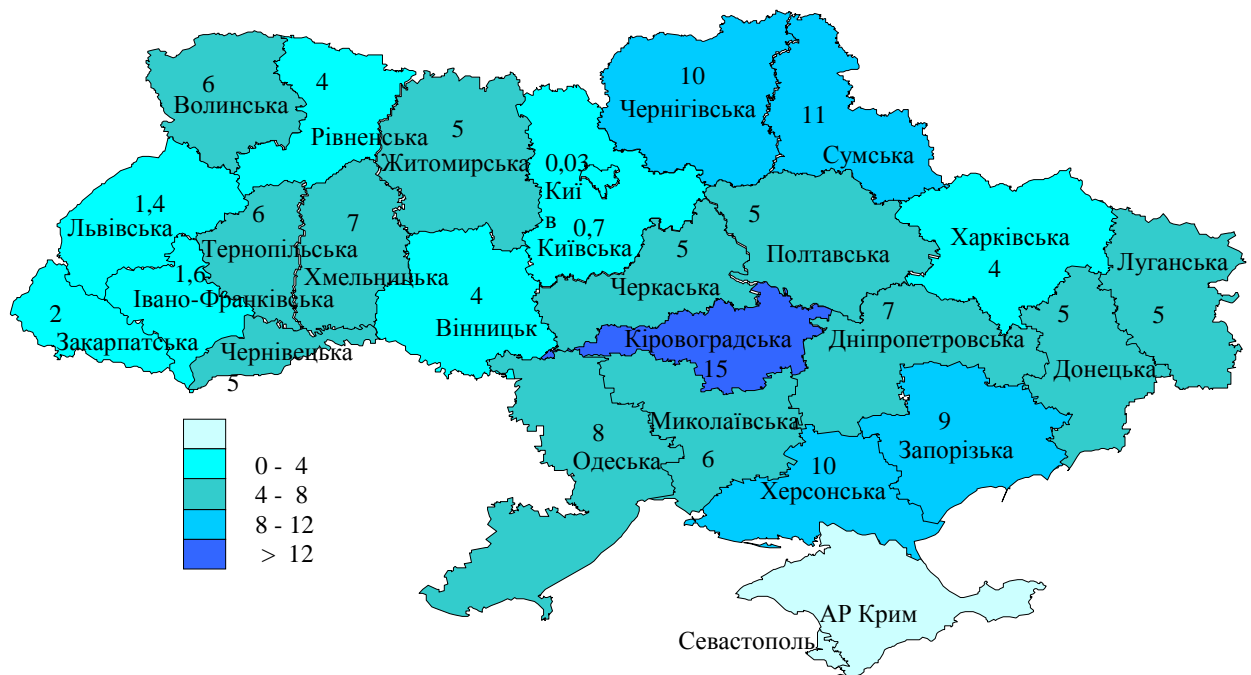 6
Волинська
4
Рівненська
5
Житомирська
0,03
Киї
в
0,7
Київська
10
Чернігівська
11
Сумська
1,4
Львівська
6
Тернопільська
7
Хмельницька
1,6
Івано-Франківська
2
Закарпатська
Чернівецька
5
4
Вінницьк
5
Черкаська
5
Полтавська
Харківська
4
Луганська
5
Кіровоградська
15
7
Дніпропетровська
5
Донецька
8
Одеська
Миколаївська
6
9
Запорізька
10
Херсонська
АР Крим
Севастополь
0 - 4
4 - 8
8 - 12
> 12